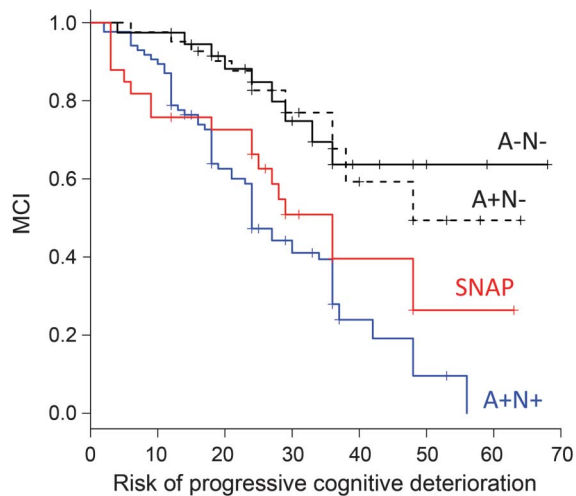 1.0
0.8
0.6
0.4
0.2
0.0
MCI
A-N-
A+N-
SNAP
A+N+
0 10 20 30 40 50 60 70
Risk of progressive cognitive deterioration